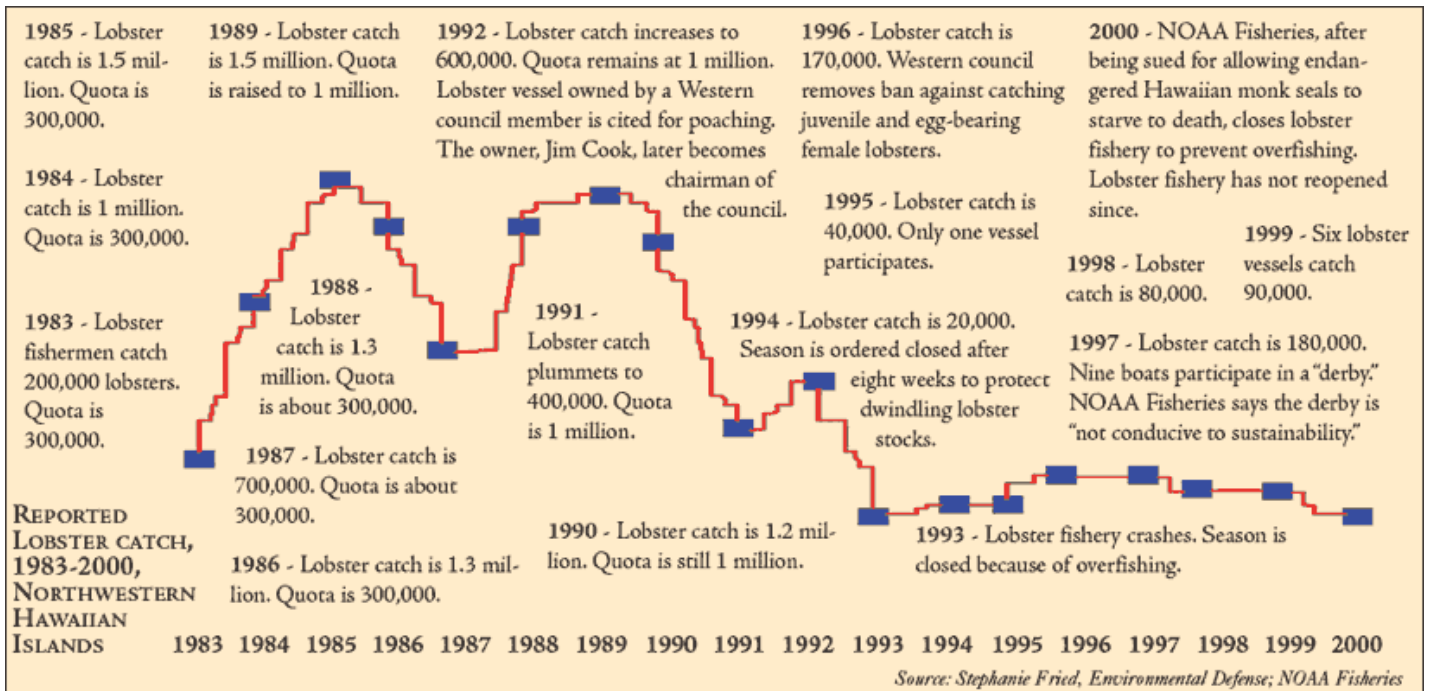 1985 - Lobster
catch is 1.5 mil-
lion. Quota is
300,000.
1989 - Lobster catch
is 1.5 million. Quota
is raised to 1 million.
1992 - Lobster catch increases to
600,000. Quota remains at 1 million.
Lobster vessel owned by a Western
council member is cited for poaching.
The owner, Jim Cook, later becomes
chairman of
the council.
1996 - Lobster catch is
170,000. Western council
removes ban against catching
juvenile and egg-bearing
female lobsters.
2000 - NOAA Fisheries, after
being sued for allowing endan-
gered Hawaiian monk seals to
starve to death, closes lobster
fishery to prevent overfishing.
Lobster fishery has not reopened
since.
1984 - Lobster
catch is 1 million.
Quota is 300,000.
1995 - Lobster catch is
40,000. Only one vessel
participates.
1999 - Six lobster
vessels catch
90,000.
1998 - Lobster
catch is 80,000.
1988 -
Lobster
catch is 1.3
million. Quota
is about 300,000.
1991 -
Lobster catch
plummets to
400,000. Quota
is 1 million.
1994 - Lobster catch is 20,000.
Season is ordered closed after
eight weeks to protect
dwindling lobster
stocks.
1983 - Lobster
fishermen catch
200,000 lobsters.
Quota is
300,000.
1997 - Lobster catch is 180,000.
Nine boats participate in a "derby."
NOAA Fisheries says the derby is
"not conducive to sustainability."
1987 - Lobster catch is
700,000. Quota is about
300,000.
1990 - Lobster catch is 1.2 mil-
lion. Quota is still 1 million.
1993 - Lobster fishery crashes. Season is
closed because of overfishing.
1986 - Lobster catch is 1.3 mil-
lion. Quota is 300,000.
REPORTED
LOBSTER CATCH,
1983-2000,
NORTHWESTERN
HAWAIIAN
ISLANDS
1983 1984 1985 1986 1987 1988 1989 1990 1991 1992 1993 1994 1995 1996 1997 1998 1999 2000
Source: Stephanie Fried, Environmental Defense; NOAA Fisheries